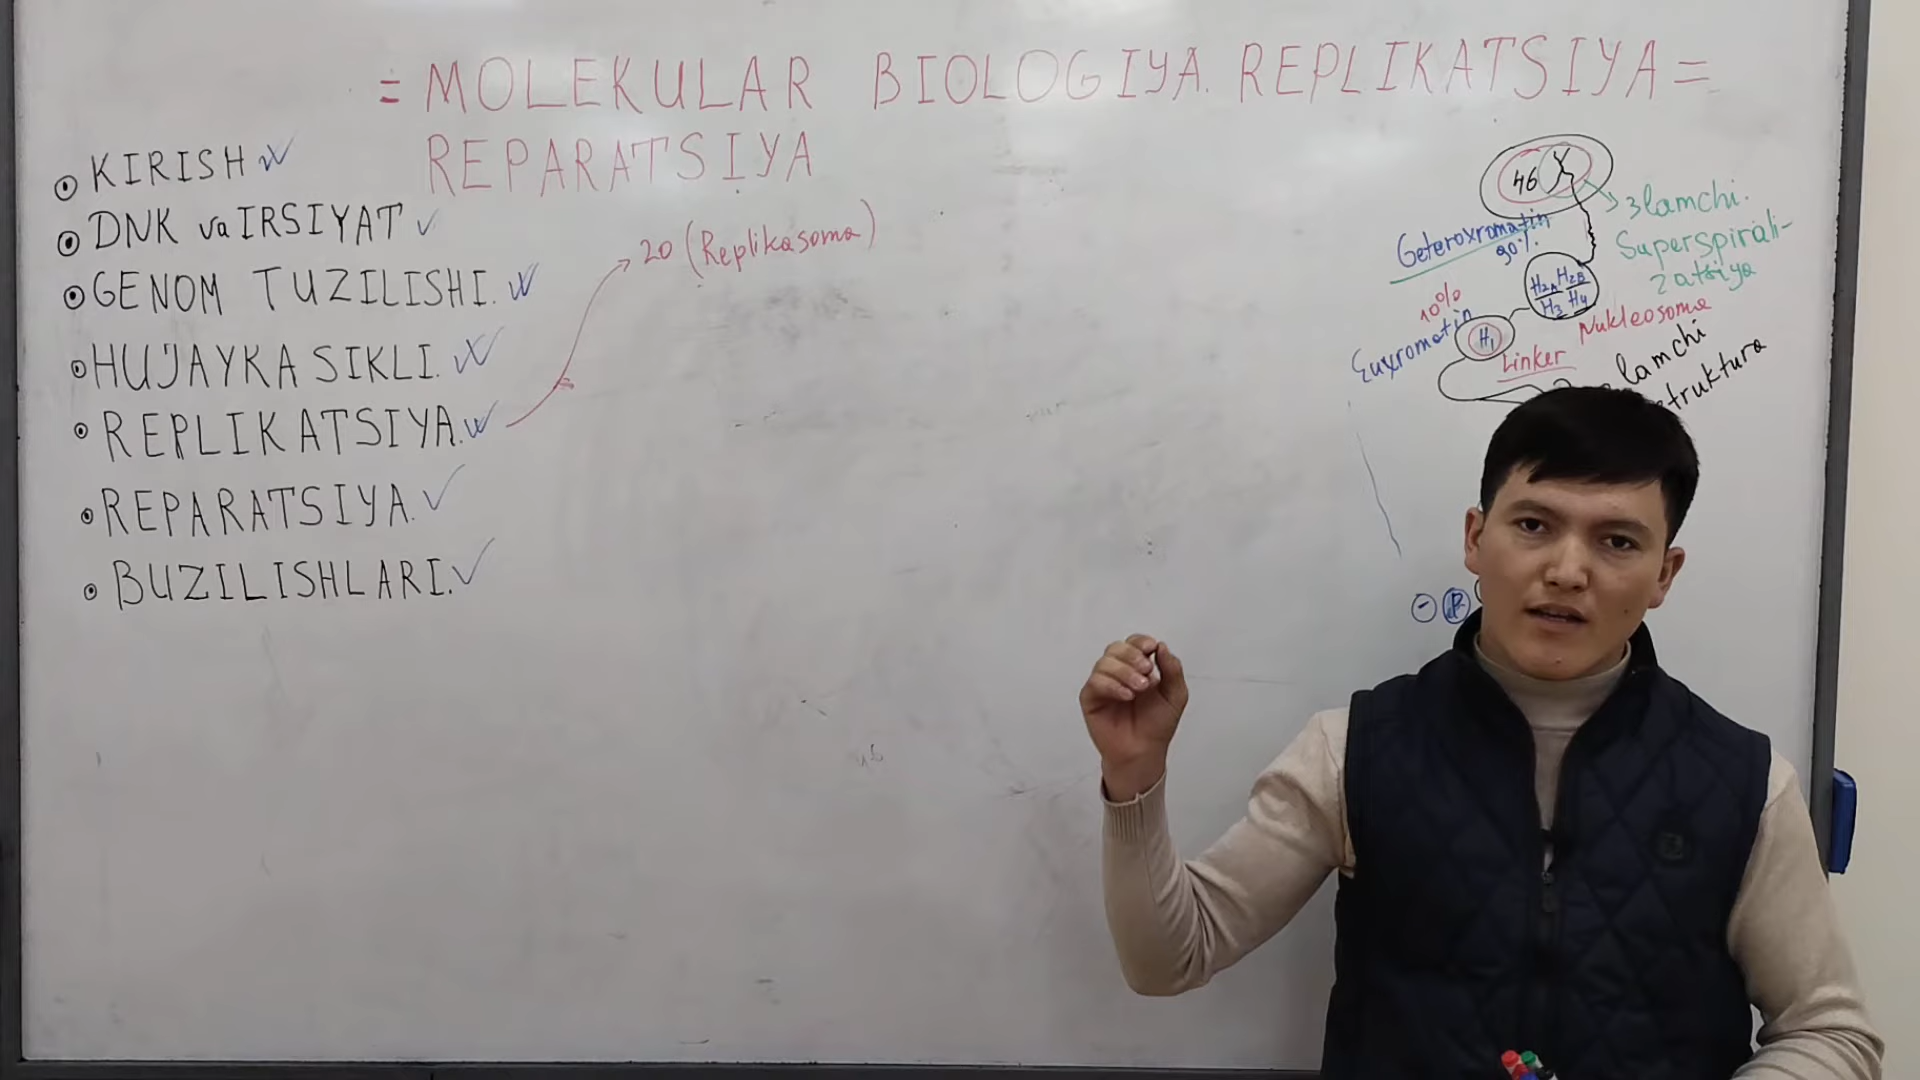 = MOLEKULAR BIOLOGIYA. REPLIKATSIYA =
REPARATSIYA
KIRISH
DNK va IRSIYAT
GENOM TUZILISHI.
HUJAYKA SIKLI.
REPLIKATSIYA.
REPARATSIYA.
BUZILISHLARI.
20 (Replikasoma)
46
3lamchi.
Superspirali-
zatsiya
Geteroxromatin
90%.
H2A H2B
H3 H4
Nukleosoma
10%
Euxromatin
H1
Linker
lamchi
struktura
- P